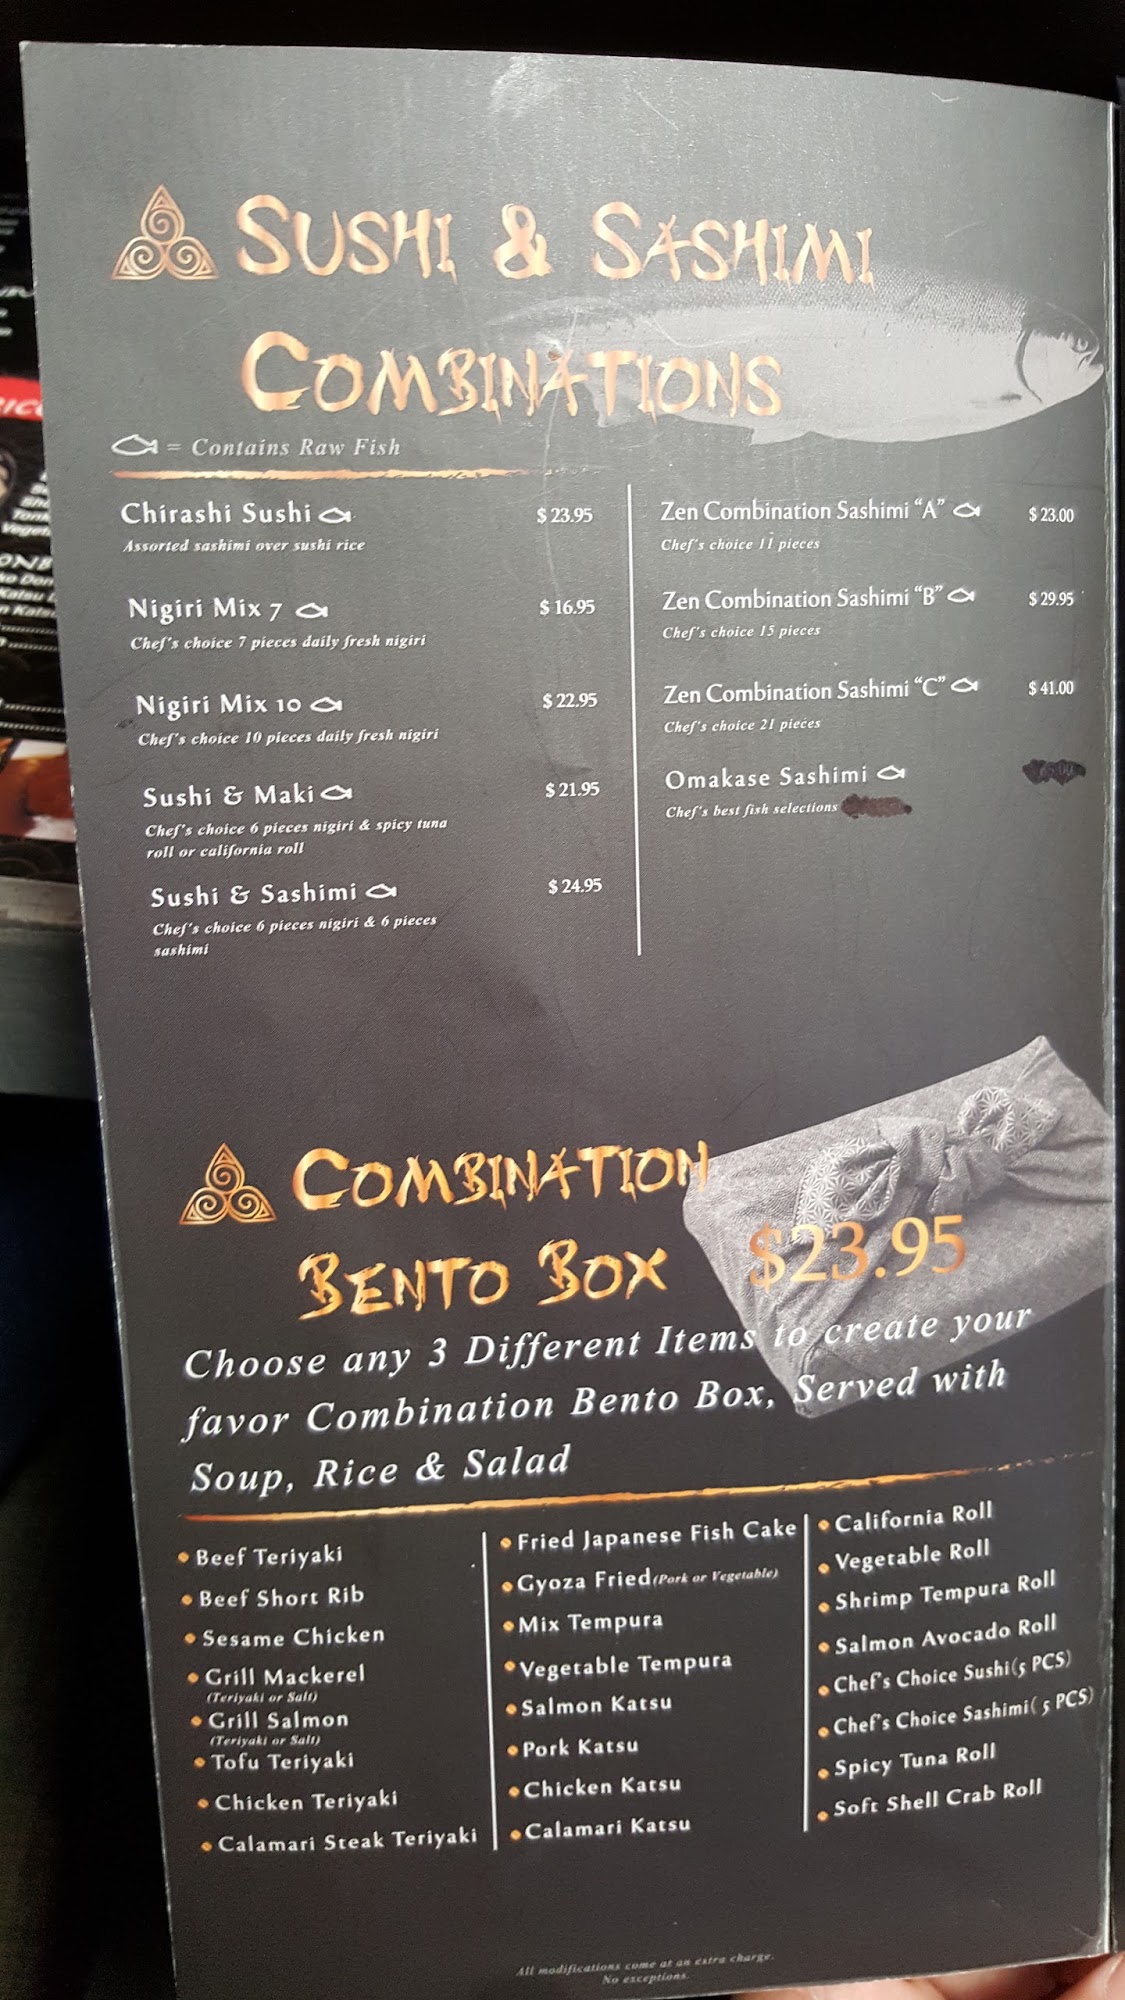 SUSHI & SASHIMI
COMBINATIONS
= Contains Raw Fish
Chirashi Sushi $ 23.95
Assorted sashimi over sushi rice
Nigiri Mix 7 $ 16.95
Chef's choice 7 pieces daily fresh nigiri
Nigiri Mix 10 $ 22.95
Chef's choice 10 pieces daily fresh nigiri
Sushi & Maki $ 21.95
Chef's choice 6 pieces nigiri & spicy tuna
roll or california roll
Sushi & Sashimi $ 24.95
Chef's choice 6 pieces nigiri & 6 pieces
sashimi
Zen Combination Sashimi "A" $ 23.00
Chef's choice 11 pieces
Zen Combination Sashimi "B" $ 29.95
Chef's choice 15 pieces
Zen Combination Sashimi "C" $ 41.00
Chef's choice 21 pieces
Omakase Sashimi
Chef's best fish selections
COMBINATION
BENTO BOX $23.95
Choose any 3 Different Items to create your
favor Combination Bento Box, Served with
Soup, Rice & Salad
Beef Teriyaki
Beef Short Rib
Sesame Chicken
Grill Mackerel
(Teriyaki or Salt)
Grill Salmon
(Teriyaki or Salt)
Tofu Teriyaki
Chicken Teriyaki
Calamari Steak Teriyaki
Fried Japanese Fish Cake
Gyoza Fried (Pork or Vegetable)
Mix Tempura
Vegetable Tempura
Salmon Katsu
Pork Katsu
Chicken Katsu
Calamari Katsu
California Roll
Vegetable Roll
Shrimp Tempura Roll
Salmon Avocado Roll
Chef's Choice Sushi(5 PCS)
Chef's Choice Sashimi( 5 PCS)
Spicy Tuna Roll
Soft Shell Crab Roll
All modifications come at an extra charge.
No exceptions.